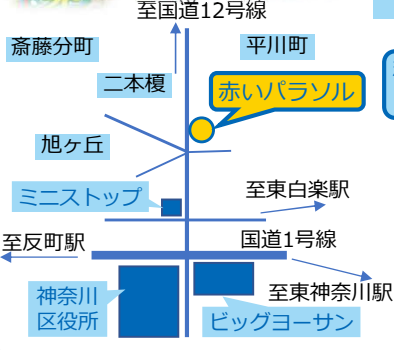 至国道12号線
斎藤分町
平川町
二本榎
赤いパラソル
旭ヶ丘
ミニストップ
至東白楽駅
至反町駅
国道1号線
至東神奈川駅
神奈川
区役所
ビッグヨーサン